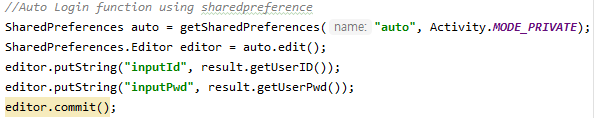 //Auto Login function using sharedpreference
SharedPreferences auto = getSharedPreferences( name: "auto", Activity.MODE_PRIVATE);
SharedPreferences.Editor editor = auto.edit();
editor.putString("inputId", result.getUserID());
editor.putString("inputPwd", result.getUserPwd());
editor.commit();